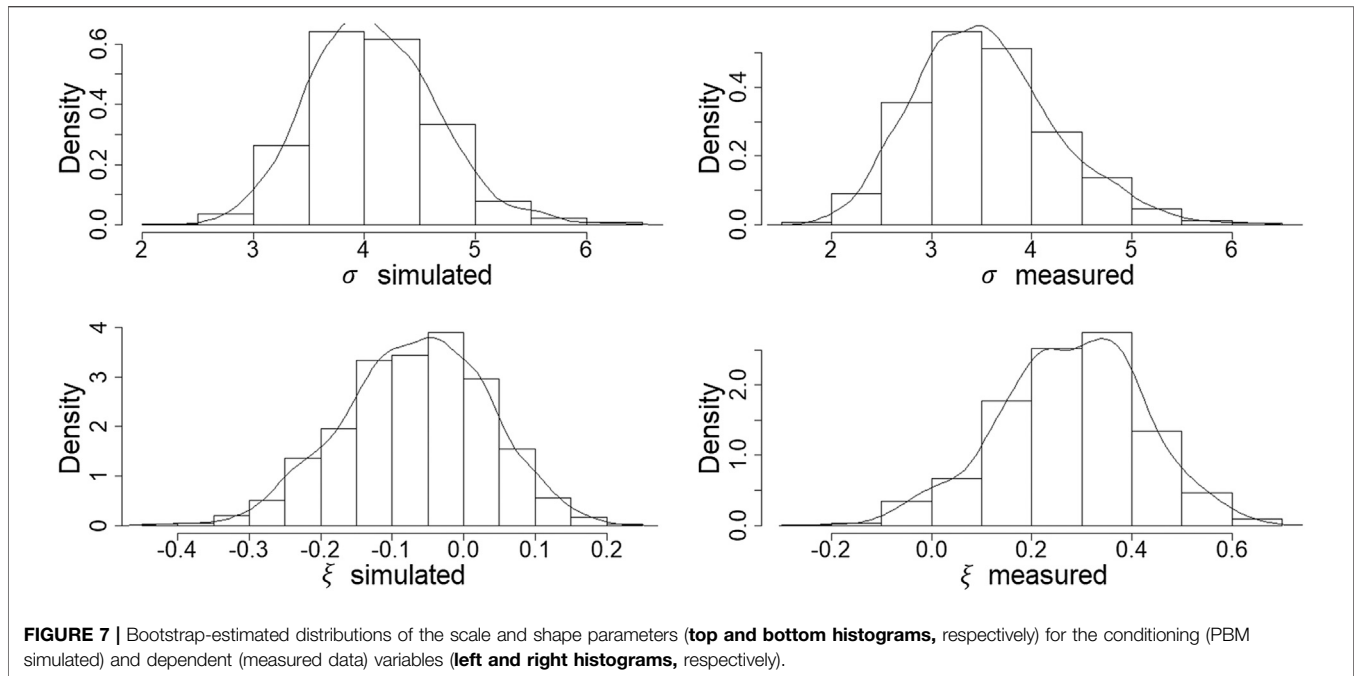 Density
0.0 0.2 0.4 0.6
2 3 4 5 6
σ simulated
Density
0.0 0.2 0.4
2 3 4 5 6
σ measured
Density
0 1 2 3 4
-0.4 -0.3 -0.2 -0.1 0.0 0.1 0.2
ξ simulated
Density
0.0 1.0 2.0
-0.2 0.0 0.2 0.4 0.6
ξ measured
FIGURE 7 | Bootstrap-estimated distributions of the scale and shape parameters (top and bottom histograms, respectively) for the conditioning (PBM
simulated) and dependent (measured data) variables (left and right histograms, respectively).